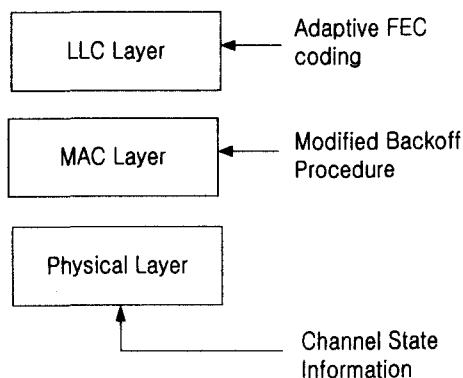 LLC Layer
Adaptive FEC
coding
MAC Layer
Modified Backoff
Procedure
Physical Layer
Channel State
Information